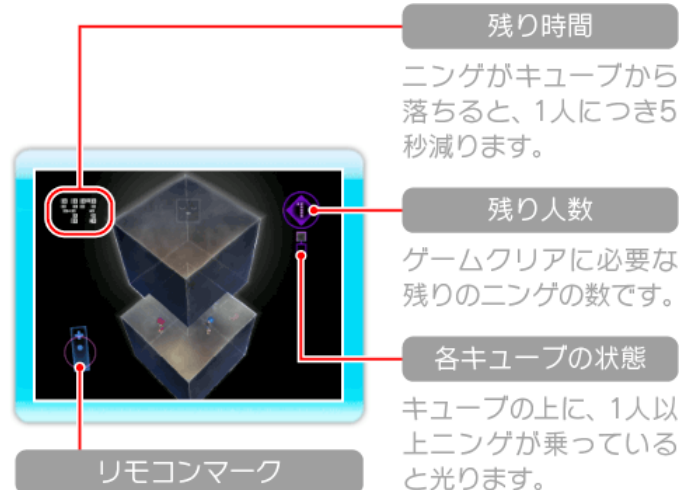 残り時間
ニンゲがキューブから
落ちると、1人につき5
秒減ります。
残り人数
ゲームクリアに必要な
残りのニンゲの数です。
各キューブの状態
キューブの上に、1人以
上ニンゲが乗っている
と光ります。
リモコンマーク